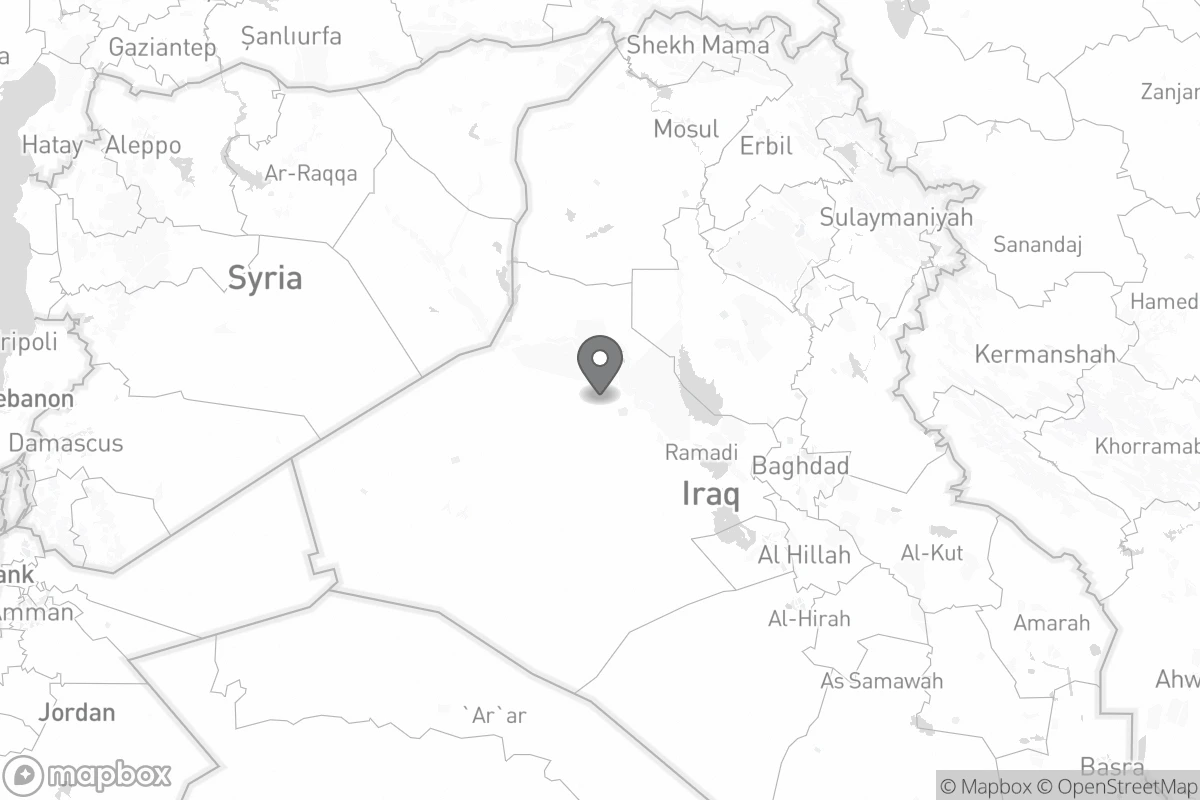 Gaziantep
Şanlıurfa
Shekh Mama
Zanjar
Hatay
Aleppo
Mosul
Erbil
Ar-Raqqa
Sulaymaniyah
Sanandaj
Syria
Hamed
ripoli
Kermanshah
ebanon
Damascus
Ramadi
Baghdad
Khorramab
Iraq
Al Hillah
Al-Kut
ank
Amman
Al-Hirah
Amarah
As Samawah
Ahw
Jordan
`Ar`ar
Basra
mapbox
© Mapbox © OpenStreetMap